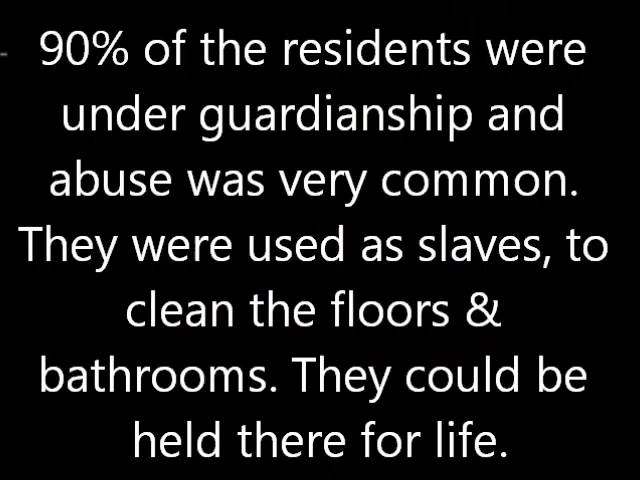 90% of the residents were
under guardianship and
abuse was very common.
They were used as slaves, to
clean the floors &
bathrooms. They could be
held there for life.